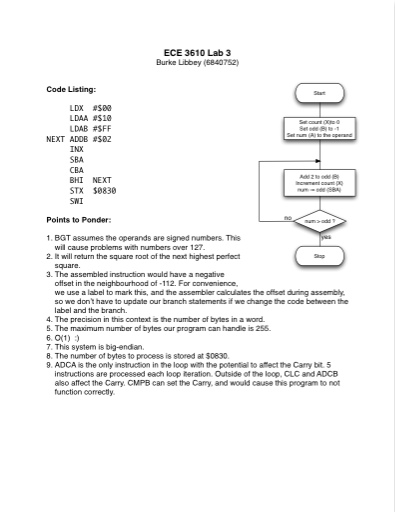 ECE 3610 Lab 3
Burke Libbey (6840752)
Code Listing:
LDX #$00
LDAA #$10
LDAB #$FF
NEXT ADDB #$02
INX
SBA
CBA
BHI NEXT
STX $0830
SWI
Start
Set count (X)to 0
Set odd (B) to -1
Set num (A) to the operand
Add 2 to odd (B)
Increment count (X)
num -= odd (SBA)
no
num > odd ?
yes
Stop
Points to Ponder:
1. BGT assumes the operands are signed numbers. This
will cause problems with numbers over 127.
2. It will return the square root of the next highest perfect
square.
3. The assembled instruction would have a negative
offset in the neighbourhood of -112. For convenience,
we use a label to mark this, and the assembler calculates the offset during assembly,
so we don't have to update our branch statements if we change the code between the
label and the branch.
4. The precision in this context is the number of bytes in a word.
5. The maximum number of bytes our program can handle is 255.
6. O(1) :)
7. This system is big-endian.
8. The number of bytes to process is stored at $0830.
9. ADCA is the only instruction in the loop with the potential to affect the Carry bit. 5
instructions are processed each loop iteration. Outside of the loop, CLC and ADCB
also affect the Carry. CMPB can set the Carry, and would cause this program to not
function correctly.